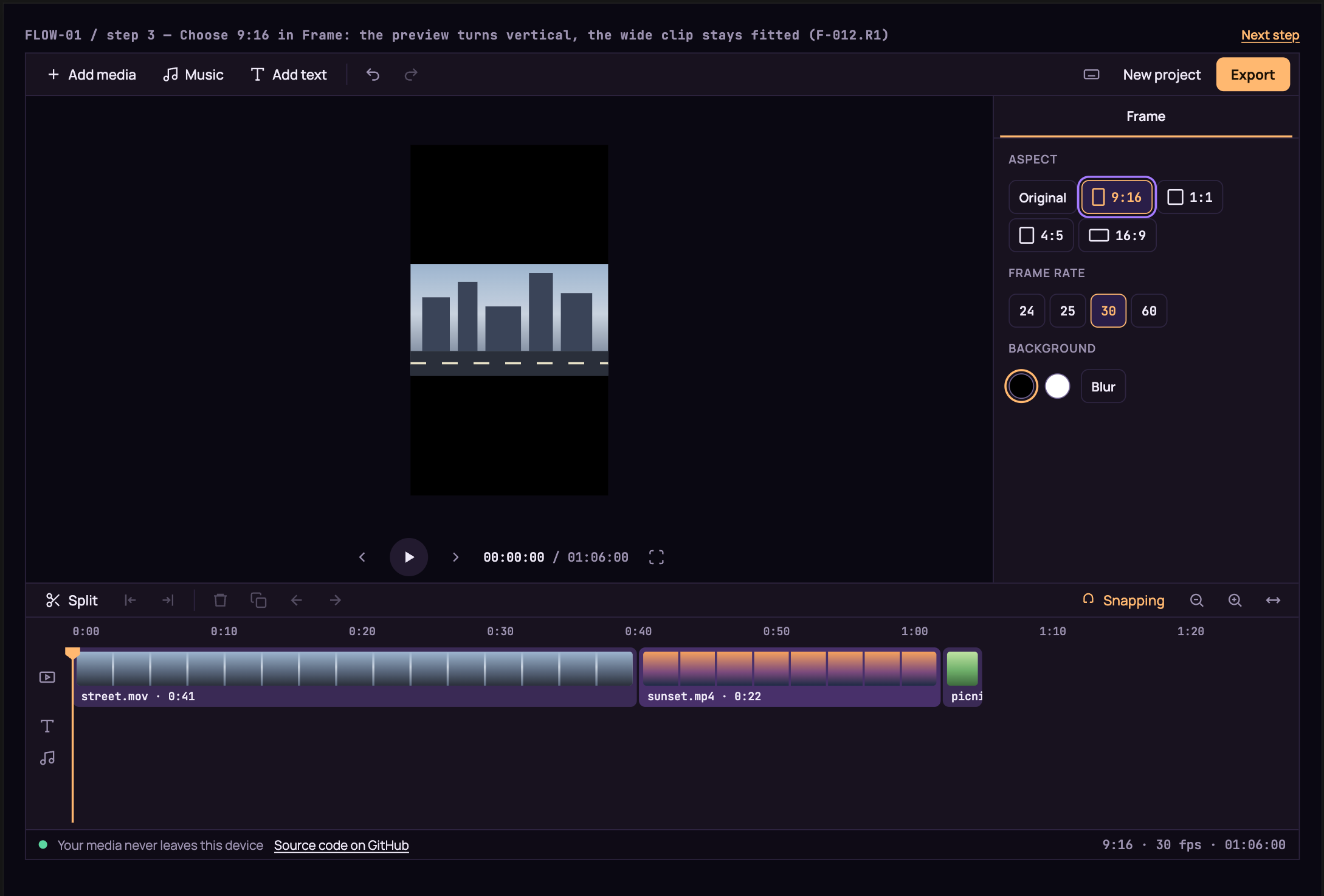 FLOW-01 / step 3 — Choose 9:16 in Frame: the preview turns vertical, the wide clip stays fitted (F-012.R1) Next step
Add media Music Add text New project Export
Frame
ASPECT
Original 9:16 1:1
4:5 16:9
FRAME RATE
24 25 30 60
BACKGROUND
Blur
00:00:00 / 01:06:00
Split Snapping
0:00 0:10 0:20 0:30 0:40 0:50 1:00 1:10 1:20
street.mov · 0:41 sunset.mp4 · 0:22 picni
Your media never leaves this device Source code on GitHub 9:16 · 30 fps · 01:06:00